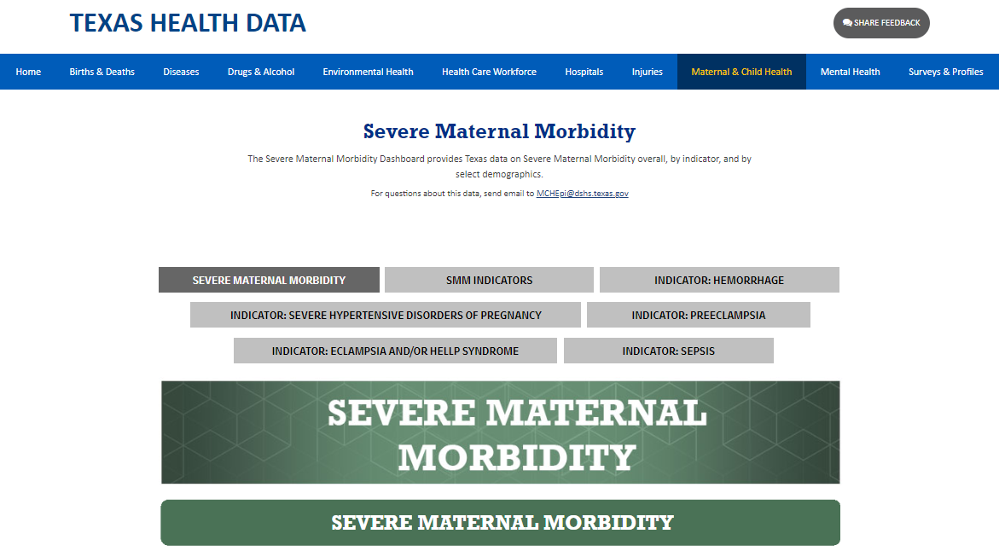 TEXAS HEALTH DATA
SHARE FEEDBACK
Home Births & Deaths Diseases Drugs & Alcohol Environmental Health Health Care Workforce Hospitals Injuries Maternal & Child Health Mental Health Surveys & Profiles
Severe Maternal Morbidity
The Severe Maternal Morbidity Dashboard provides Texas data on Severe Maternal Morbidity overall, by indicator, and by
select demographics.
For questions about this data, send email to MCHEpi@dshs.texas.gov
SEVERE MATERNAL MORBIDITY SMM INDICATORS INDICATOR: HEMORRHAGE
INDICATOR: SEVERE HYPERTENSIVE DISORDERS OF PREGNANCY INDICATOR: PREECLAMPSIA
INDICATOR: ECLAMPSIA AND/OR HELLP SYNDROME INDICATOR: SEPSIS
SEVERE MATERNAL
MORBIDITY
SEVERE MATERNAL MORBIDITY